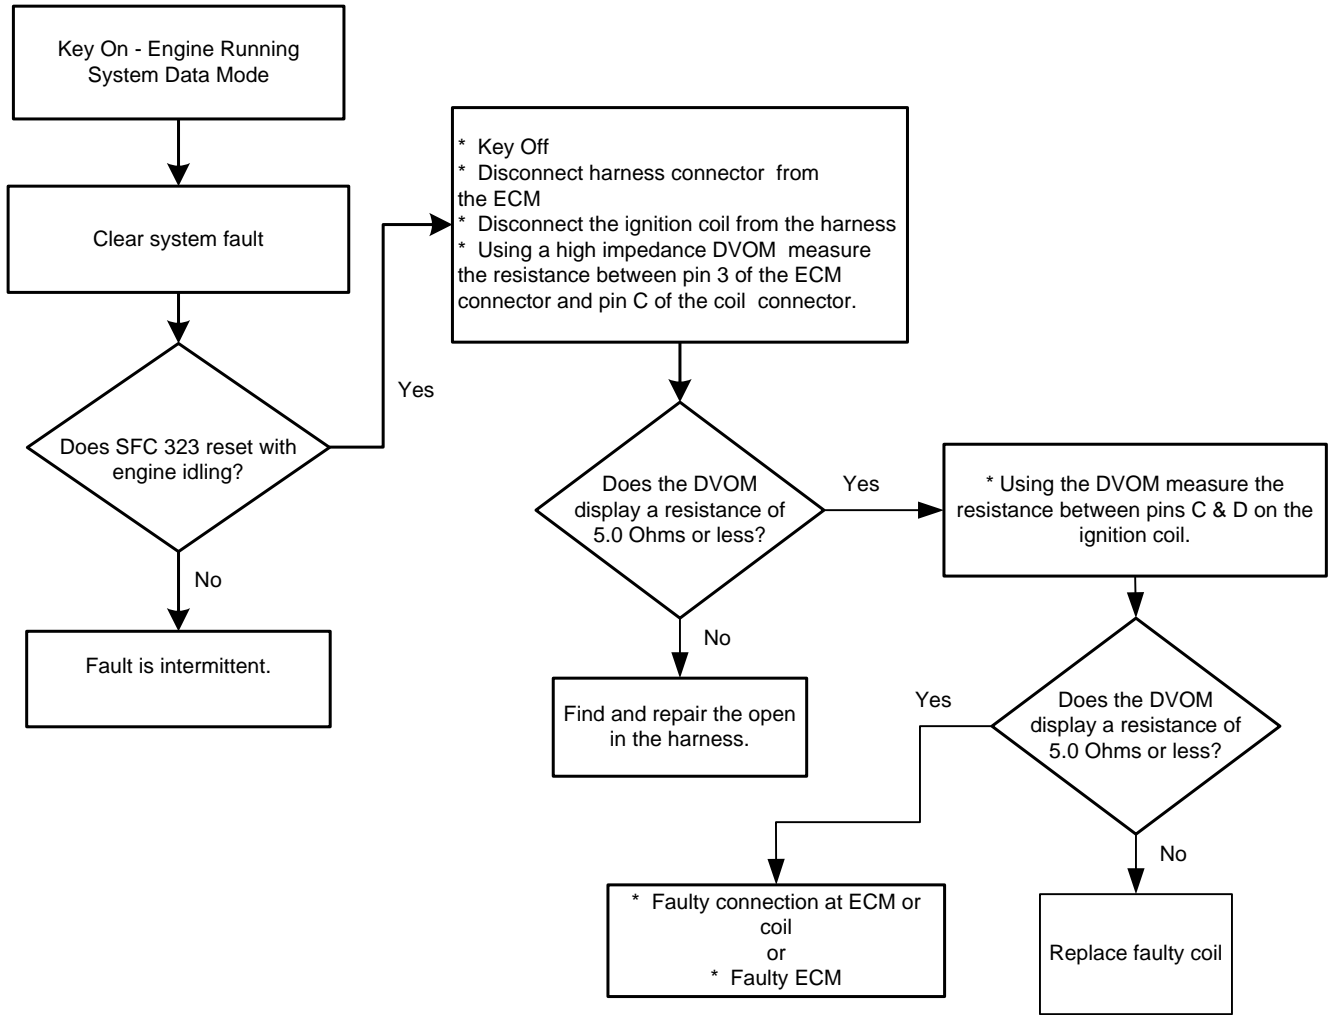 Key On - Engine Running
System Data Mode
Clear system fault
Does SFC 323 reset with
engine idling?
Yes
No
Fault is intermittent.
* Key Off
* Disconnect harness connector from
the ECM
* Disconnect the ignition coil from the harness
* Using a high impedance DVOM measure
the resistance between pin 3 of the ECM
connector and pin C of the coil connector.
Does the DVOM
display a resistance of
5.0 Ohms or less?
Yes
No
Find and repair the open
in the harness.
* Using the DVOM measure the
resistance between pins C & D on the
ignition coil.
Does the DVOM
display a resistance of
5.0 Ohms or less?
Yes
No
* Faulty connection at ECM or
coil
or
* Faulty ECM
Replace faulty coil